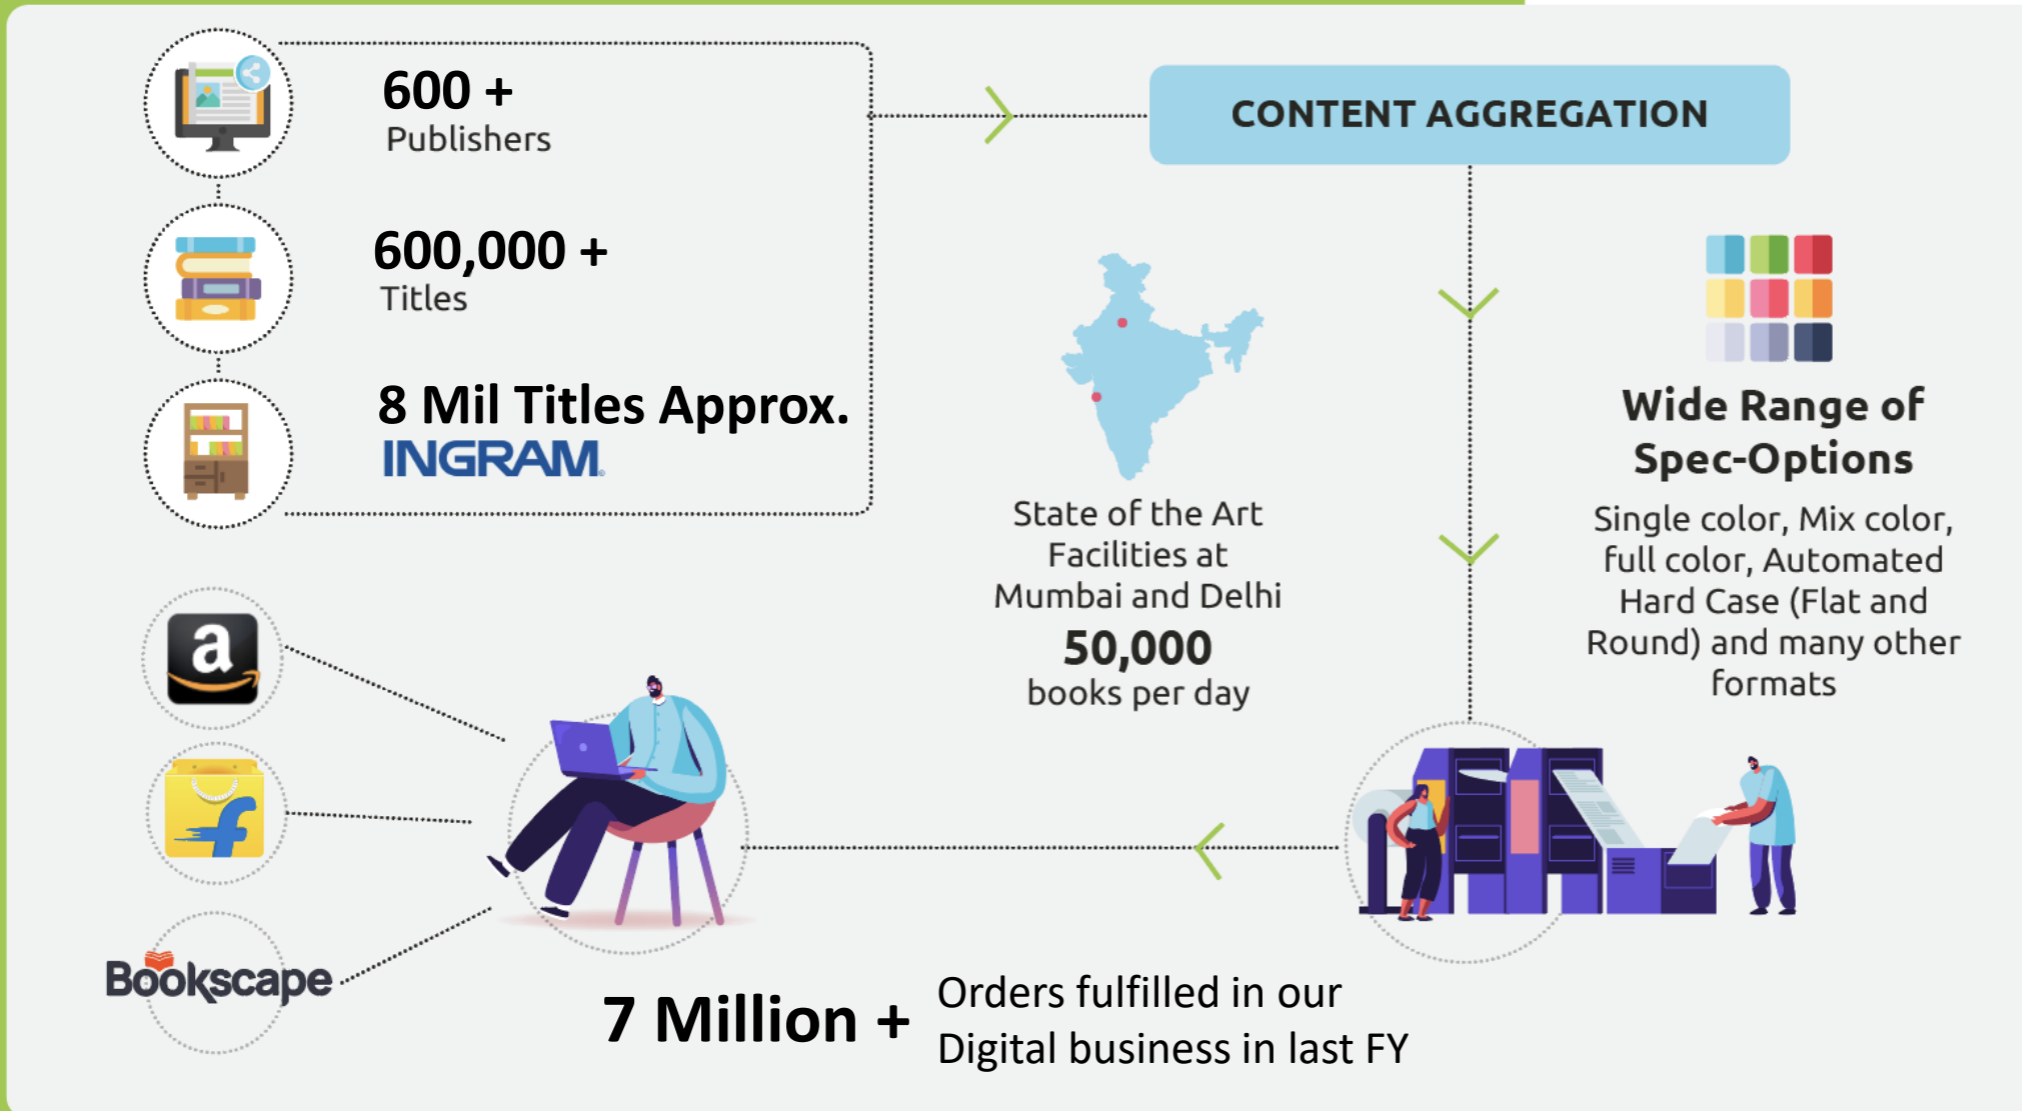 600 +
Publishers
600,000 +
Titles
8 Mil Titles Approx.
INGRAM
CONTENT AGGREGATION
State of the Art
Facilities at
Mumbai and Delhi
50,000
books per day
Wide Range of
Spec-Options
Single color, Mix color,
full color, Automated
Hard Case (Flat and
Round) and many other
formats
a
f
Bookscape
7 Million +
Orders fulfilled in our
Digital business in last FY